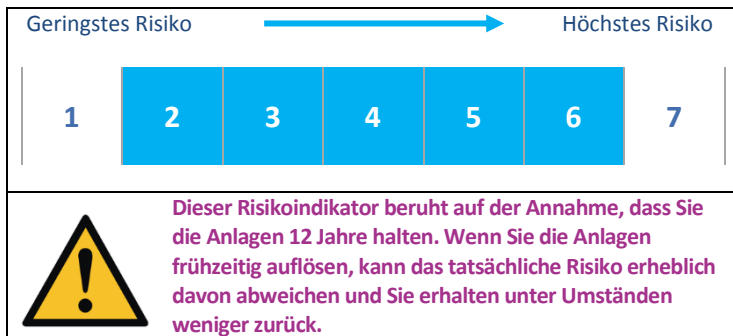 Geringstes Risiko Höchstes Risiko
1 2 3 4 5 6 7
Dieser Risikoindikator beruht auf der Annahme, dass Sie
die Anlagen 12 Jahre halten. Wenn Sie die Anlagen
frühzeitig auflösen, kann das tatsächliche Risiko erheblich
davon abweichen und Sie erhalten unter Umständen
weniger zurück.